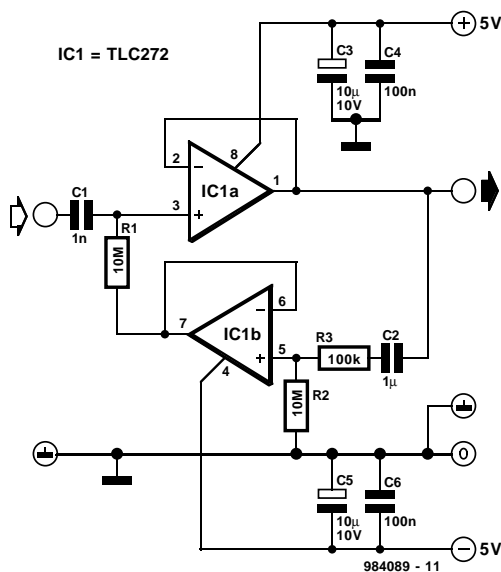 5V
IC1 = TLC272
C3
C4
10µ
10V
100n
2
8
1
IC1a
C1
3
1n
R1
10M
7
6
IC1b
5
4
R3
100k
C2
1µ
10M
R2
0
C5
C6
10µ
10V
100n
5V
984089 - 11